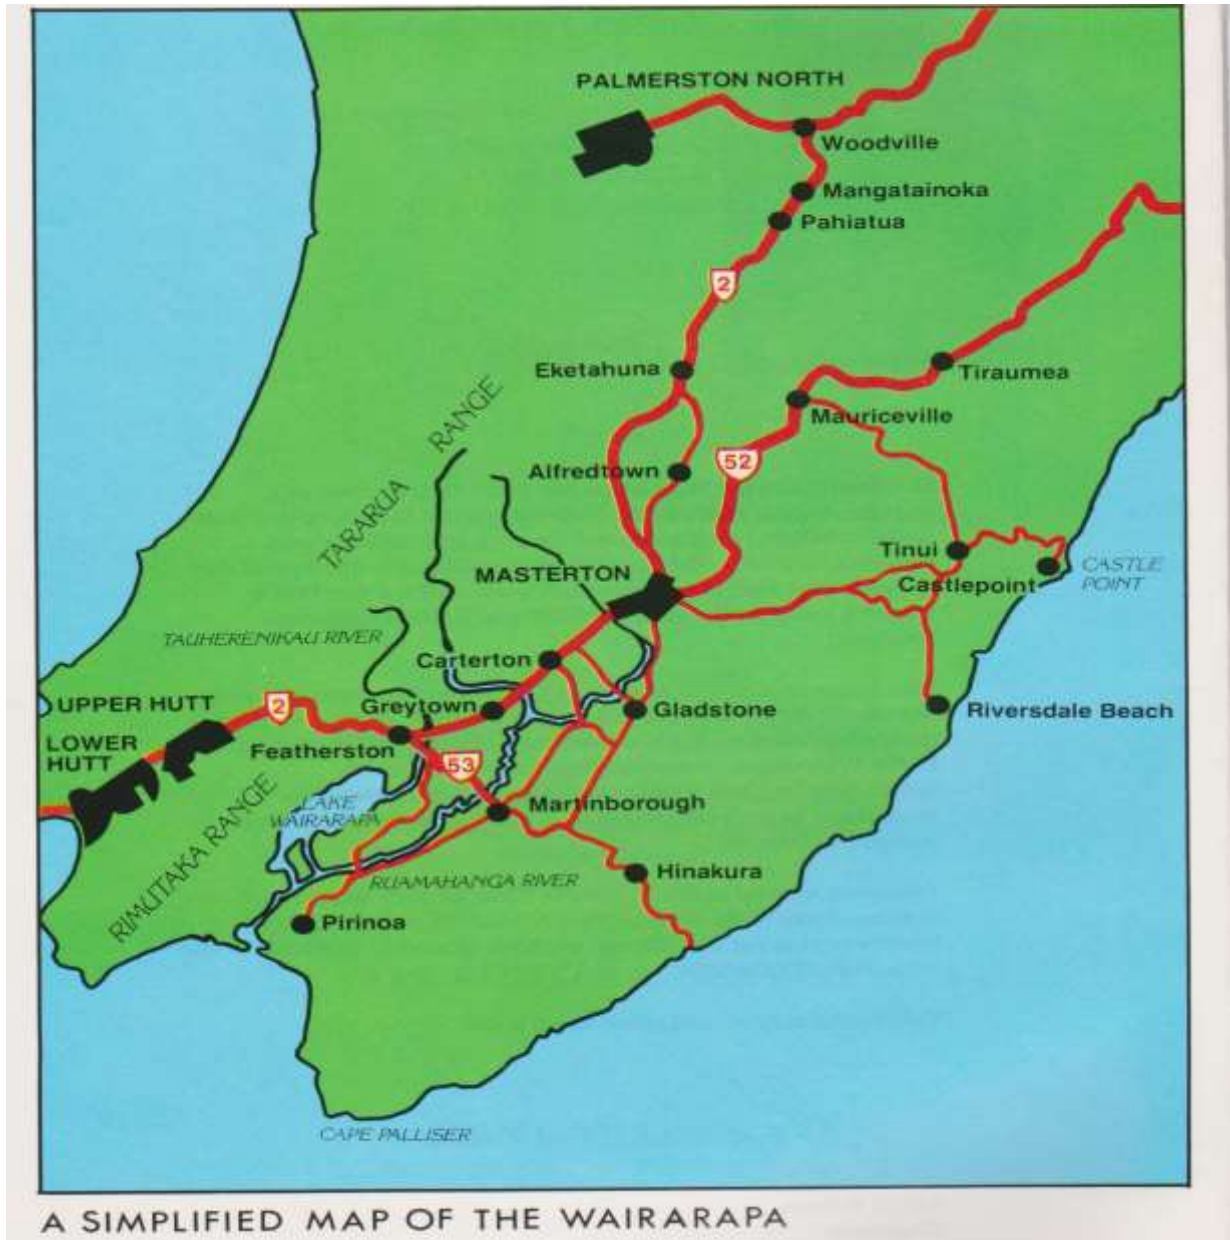 PALMERSTON NORTH
Woodville
Mangatainoka
Pahiatua
2
Eketahuna
Tiraumea
Mauriceville
RANGE
TARARUA
Alfredtown
52
Tinui
CASTLE
POINT
Castlepoint
MASTERTON
TAUHERENIKAU RIVER
Carterton
UPPER HUTT
2
Greytown
Gladstone
Riversdale Beach
LOWER
HUTT
Featherston
53
LAKE
WAIRARAPA
Martinborough
RIMUTAKA RANGE
RUAMAHANGA RIVER
Hinakura
Pirinoa
CAPE PALLISER
A SIMPLIFIED MAP OF THE WAIRARAPA